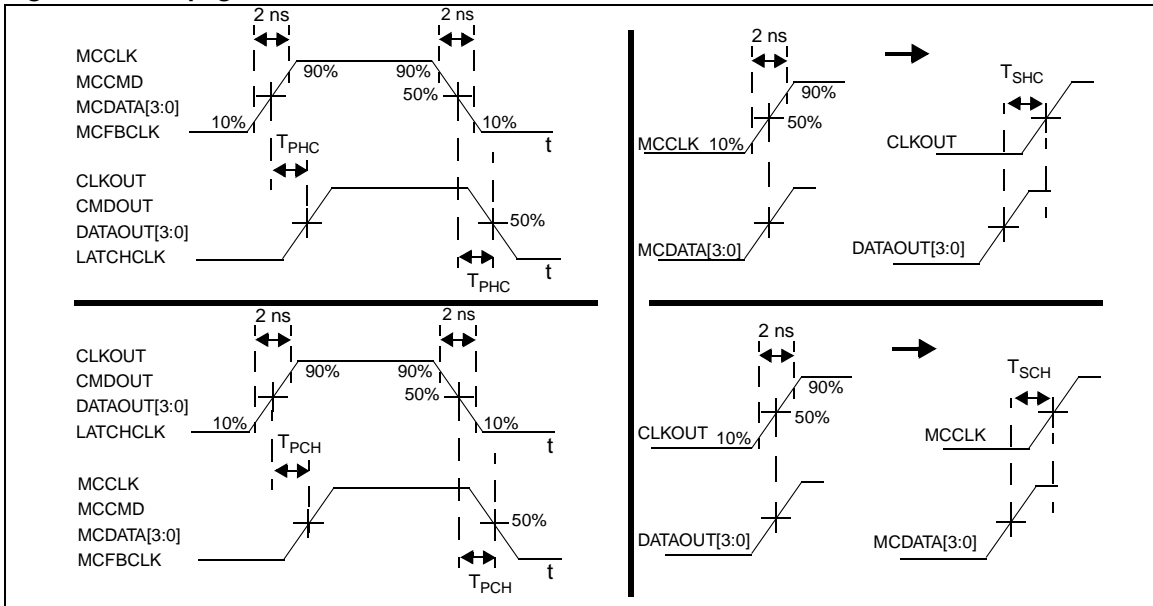 2 ns
2 ns
MCCLK
MCCMD
MCDATA[3:0]
MCFBCLK
10%
90%
90%
50%
10%
t
TPHC
CLKOUT
CMDOUT
DATAOUT[3:0]
LATCHCLK
50%
t
TPHC
2 ns
MCCLK
10%
90%
50%
TSHC
CLKOUT
MCDATA[3:0]
DATAOUT[3:0]
2 ns
2 ns
CLKOUT
CMDOUT
DATAOUT[3:0]
LATCHCLK
10%
90%
90%
50%
10%
t
TPCH
MCCLK
MCCMD
MCDATA[3:0]
MCFBCLK
50%
t
TPCH
2 ns
CLKOUT
10%
90%
50%
TSCH
MCCLK
DATAOUT[3:0]
MCDATA[3:0]